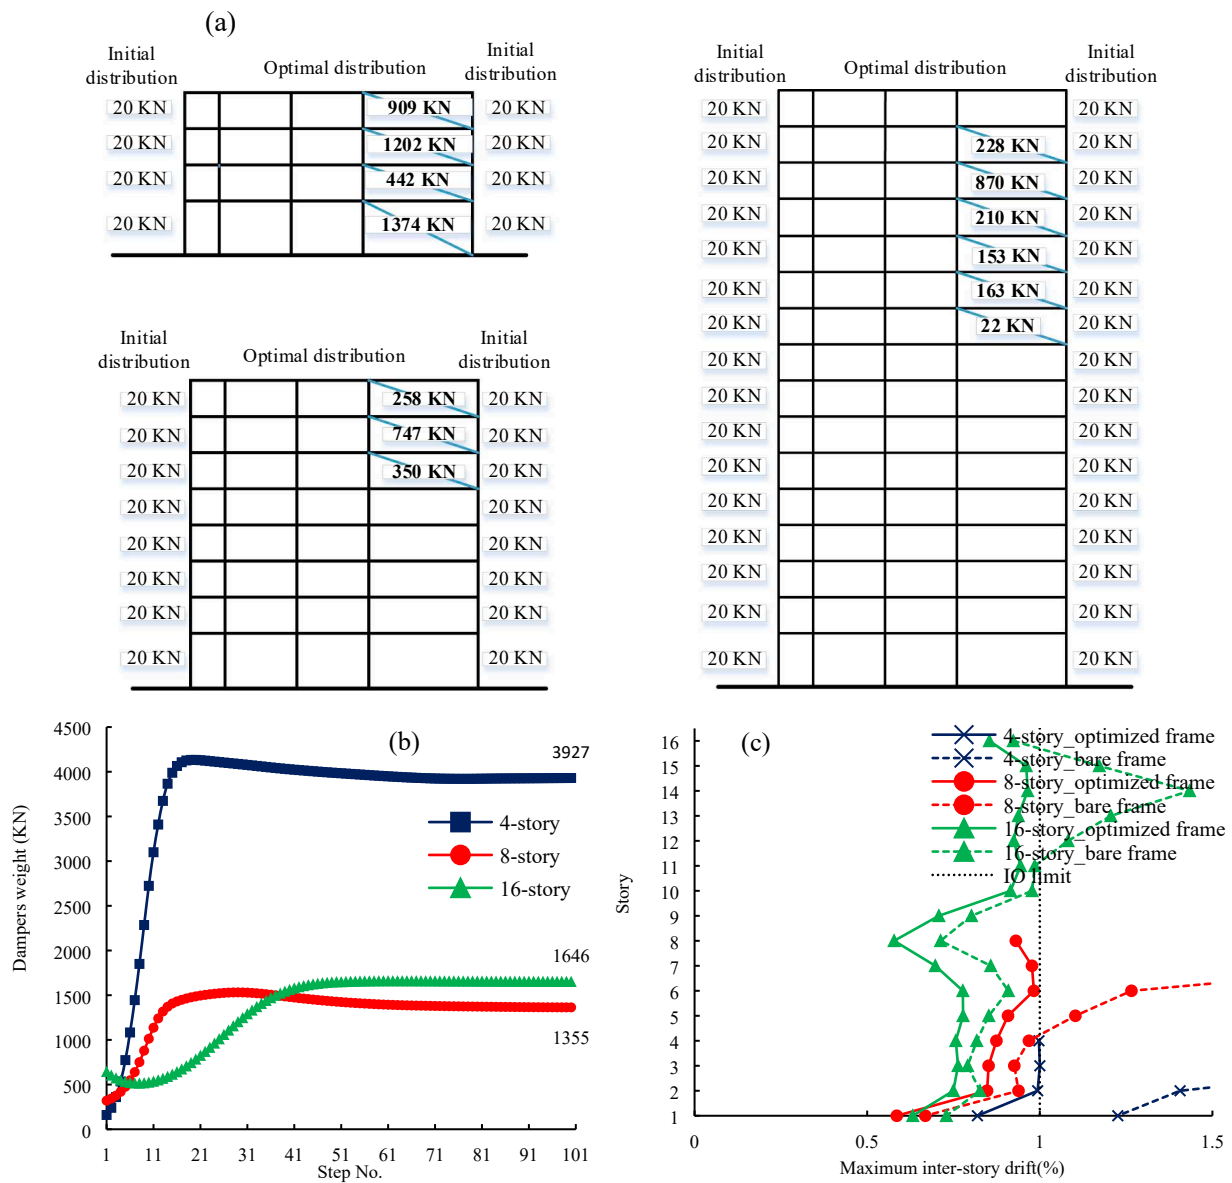 (a)
Initial
distribution
Optimal distribution
Initial
distribution
20 KN 909 KN 20 KN
20 KN 1202 KN 20 KN
20 KN 442 KN 20 KN
20 KN 1374 KN 20 KN
Initial
distribution
Optimal distribution
Initial
distribution
20 KN 258 KN 20 KN
20 KN 747 KN 20 KN
20 KN 350 KN 20 KN
20 KN 20 KN
20 KN 20 KN
20 KN 20 KN
20 KN 20 KN
20 KN 20 KN
Initial
distribution
Optimal distribution
Initial
distribution
20 KN 20 KN
20 KN 228 KN 20 KN
20 KN 870 KN 20 KN
20 KN 210 KN 20 KN
20 KN 153 KN 20 KN
20 KN 163 KN 20 KN
20 KN 22 KN 20 KN
20 KN 20 KN
20 KN 20 KN
20 KN 20 KN
20 KN 20 KN
20 KN 20 KN
20 KN 20 KN
20 KN 20 KN
20 KN 20 KN
20 KN 20 KN
(b)
Dampers weight (KN)
4500
4000
3500
3000
2500
2000
1500
1000
500
0
3927
4-story
8-story
16-story
1646
1355
1 11 21 31 41 51 61 71 81 91 101
Step No.
(c)
Story
16
15
14
13
12
11
10
9
8
7
6
5
4
3
2
1
4-story_optimized frame
4-story_bare frame
8-story_optimized frame
8-story_bare frame
16-story_optimized frame
16-story_bare frame
IO limit
0 0.5 1 1.5
Maximum inter-story drift(%)